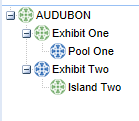 AUDUBON
Exhibit One
Pool One
Exhibit Two
Island Two